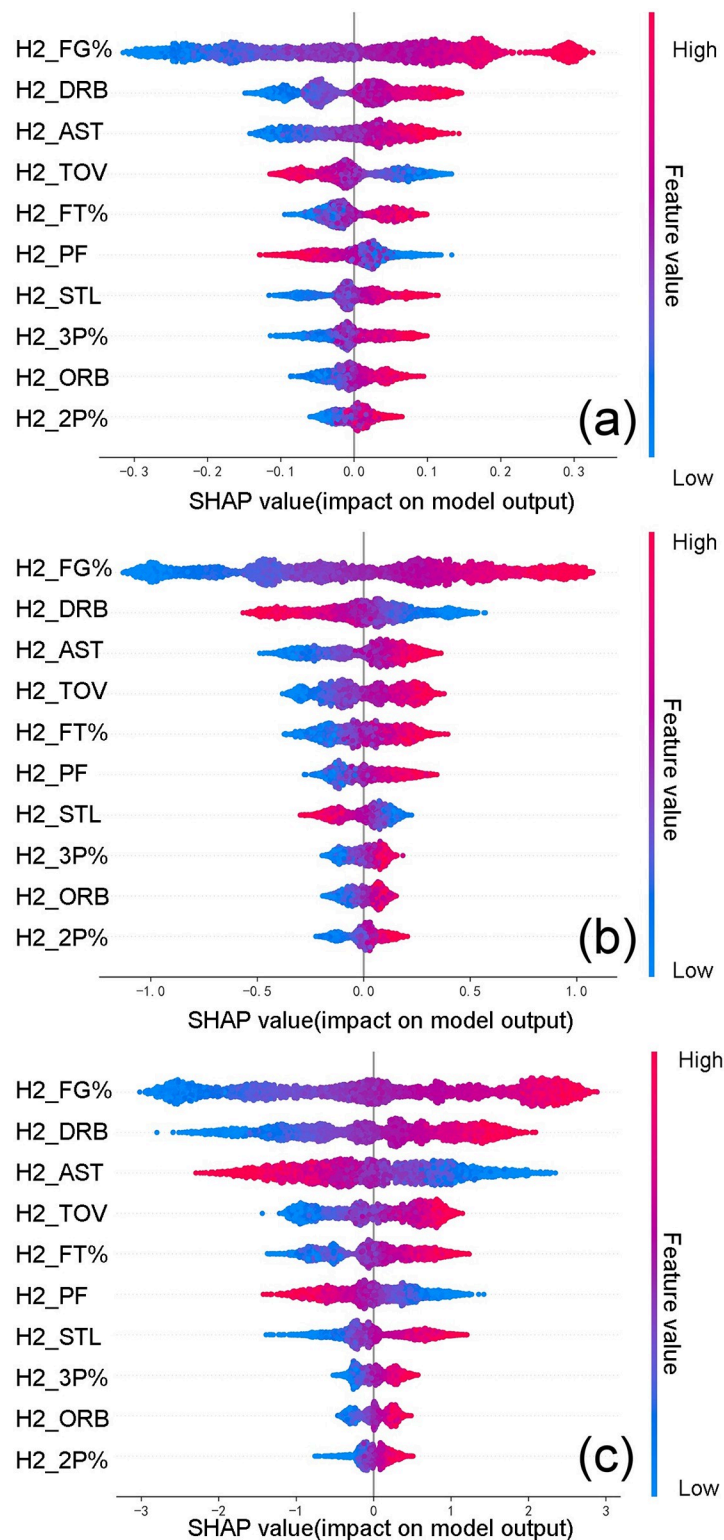 H2_FG%
High
H2_DRB
H2_AST
H2_TOV
H2_FT%
H2_PF
H2_STL
H2_3P%
H2_ORB
H2_2P%
Feature value
(a)
Low
−0.3 −0.2 −0.1 0.0 0.1 0.2 0.3
SHAP value(impact on model output)
High
H2_FG%
H2_DRB
H2_AST
H2_TOV
H2_FT%
H2_PF
H2_STL
H2_3P%
H2_ORB
H2_2P%
Feature value
(b)
Low
−1.0 −0.5 0.0 0.5 1.0
SHAP value(impact on model output)
High
H2_FG%
H2_DRB
H2_AST
H2_TOV
H2_FT%
H2_PF
H2_STL
H2_3P%
H2_ORB
H2_2P%
Feature value
(c)
Low
−3 −2 −1 0 1 2 3
SHAP value(impact on model output)